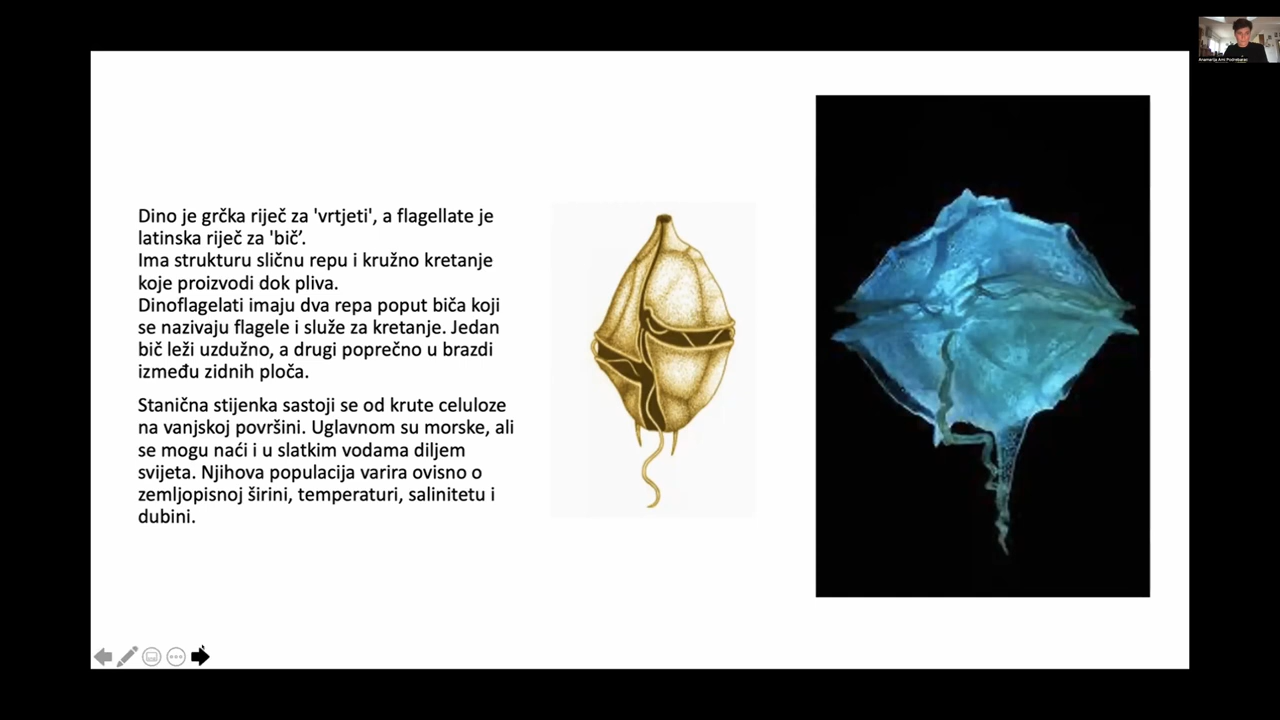 Dino je grčka riječ za 'vrtjeti', a flagellate je
latinska riječ za 'bič’.
Ima strukturu sličnu repu i kružno kretanje
koje proizvodi dok pliva.
Dinoflagelati imaju dva repa poput biča koji
se nazivaju flagele i služe za kretanje. Jedan
bič leži uzdužno, a drugi poprečno u brazdi
između zidnih ploča.
Stanična stijenka sastoji se od krute celuloze
na vanjskoj površini. Uglavnom su morske, ali
se mogu naći i u slatkim vodama diljem
svijeta. Njihova populacija varira ovisno o
zemljopisnoj širini, temperaturi, salinitetu i
dubini.